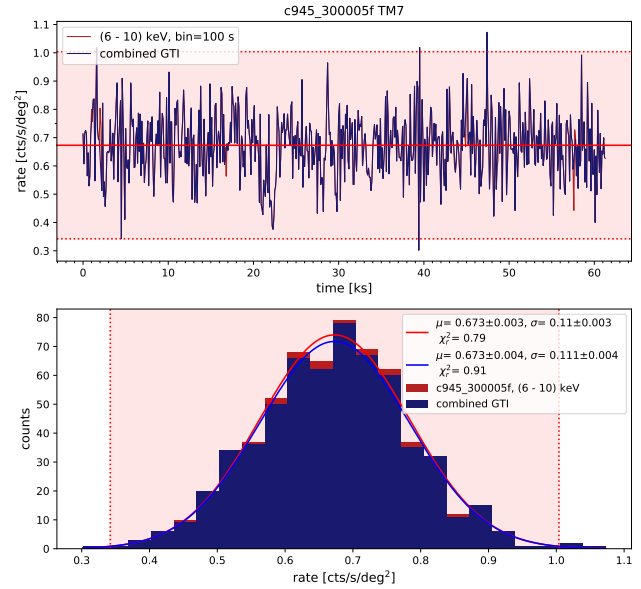 c945_300005f TM7
(6 - 10) keV, bin=100 s
combined GTI
rate [cts/s/deg²]
1.1
1.0
0.9
0.8
0.7
0.6
0.5
0.4
0.3
0 10 20 30 40 50 60
time [ks]
μ= 0.673±0.003, σ= 0.11±0.003
χ²ᵣ= 0.79
μ= 0.673±0.004, σ= 0.111±0.004
χ²ᵣ= 0.91
c945_300005f, (6 - 10) keV
combined GTI
counts
80
70
60
50
40
30
20
10
0
0.3 0.4 0.5 0.6 0.7 0.8 0.9 1.0 1.1
rate [cts/s/deg²]